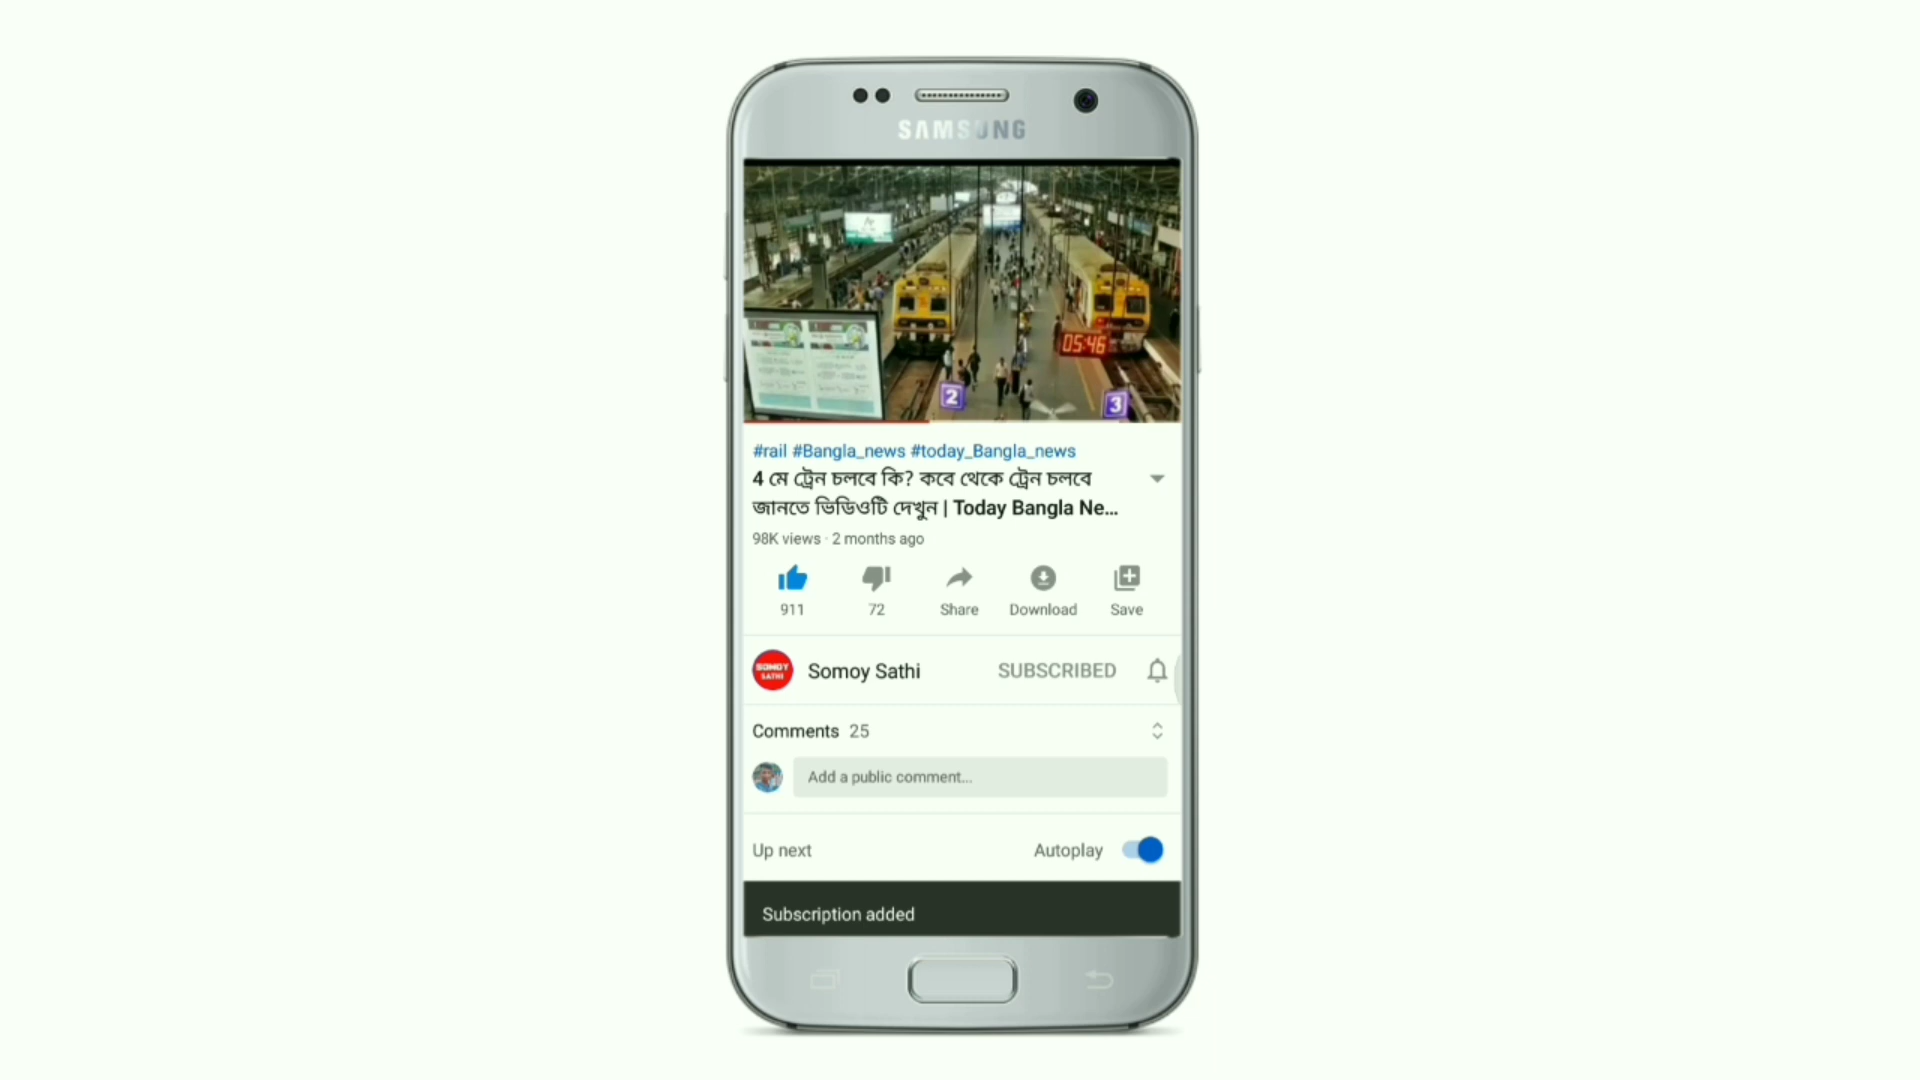 SAMSUNG
05:46
2
3
#rail #Bangla_news #today_Bangla_news
4 মে ট্রেন চলবে কি? কবে থেকে ট্রেন চলবে
জানতে ভিডিওটি দেখুন | Today Bangla Ne...
98K views · 2 months ago
911
72
Share
Download
Save
SOMOY
SATHI
Somoy Sathi
SUBSCRIBED
Comments 25
Add a public comment...
Up next
Autoplay
Subscription added